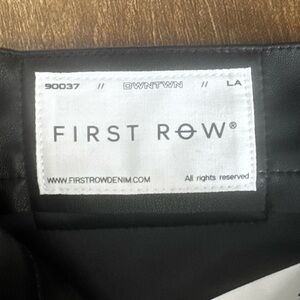 90037 // DWNTWN // LA
FIRST ROW®
WWW.FIRSTROWDENIM.COM All rights reserved